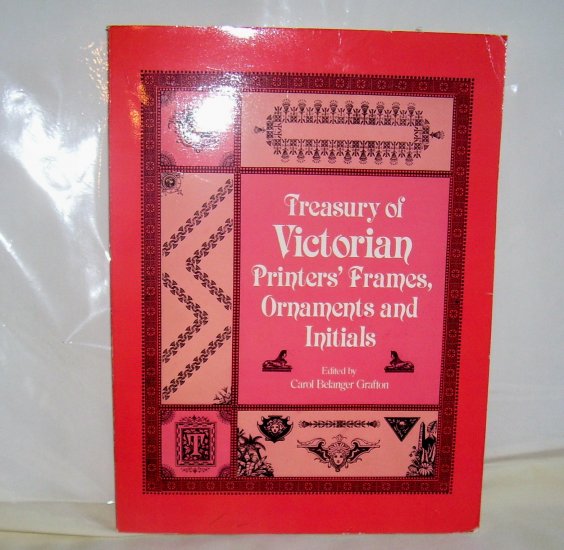 Treasury of
Victorian
Printers' Frames,
Ornaments and
Initials
Edited by
Carol Belanger Grafton
T